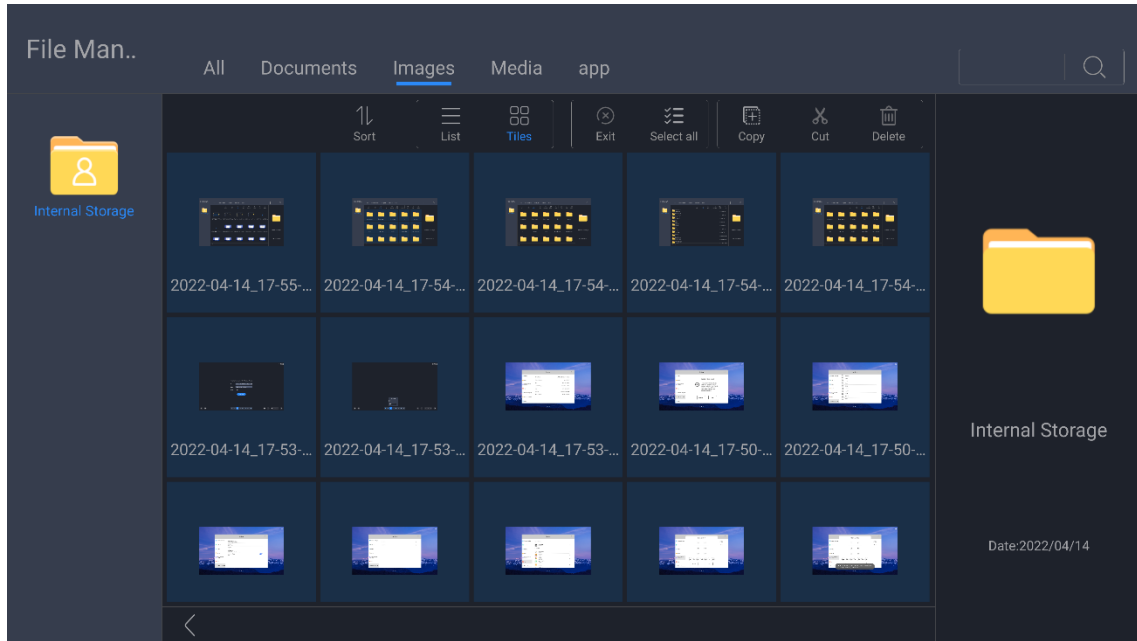 File Man..
All Documents Images Media app
Sort List Tiles Exit Select all Copy Cut Delete
Internal Storage
2022-04-14_17-55-... 2022-04-14_17-54-... 2022-04-14_17-54-... 2022-04-14_17-54-... 2022-04-14_17-54-...
2022-04-14_17-53-... 2022-04-14_17-53-... 2022-04-14_17-53-... 2022-04-14_17-50-... 2022-04-14_17-50-...
Internal Storage
Date:2022/04/14